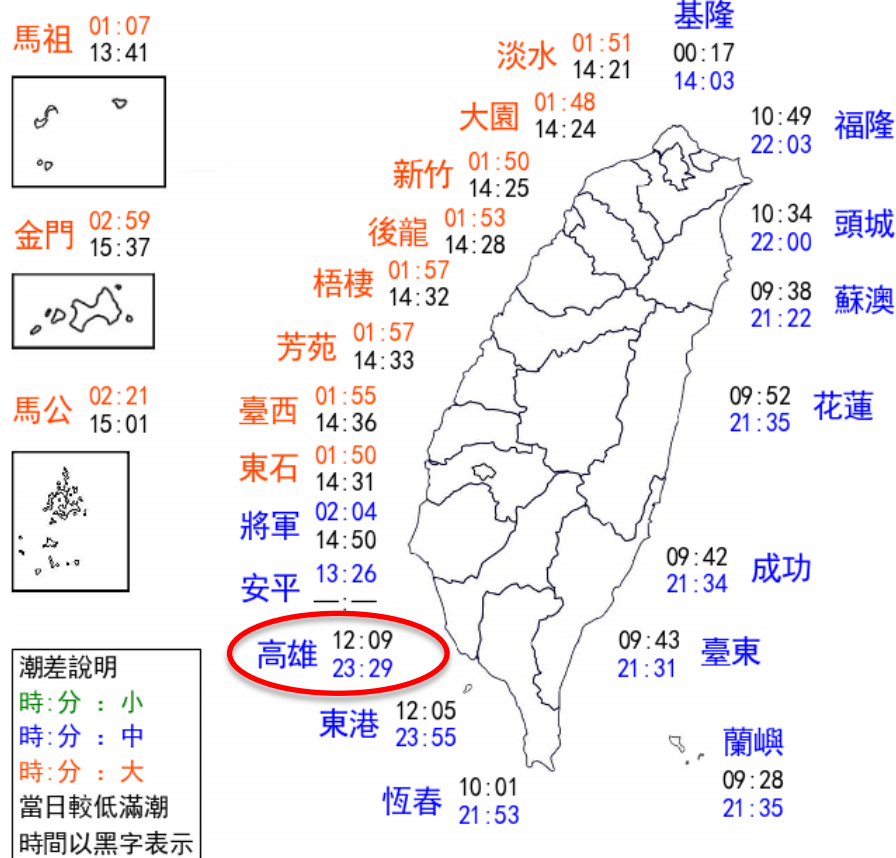 馬祖 01:07
13:41
金門 02:59
15:37
馬公 02:21
15:01
基隆
00:17
14:03
淡水 01:51
14:21
大園 01:48
14:24
新竹 01:50
14:25
後龍 01:53
14:28
梧棲 01:57
14:32
芳苑 01:57
14:33
臺西 01:55
14:36
東石 01:50
14:31
將軍 02:04
14:50
安平 13:26
—:—
高雄 12:09
23:29
東港 12:05
23:55
恆春 10:01
21:53
10:49 福隆
22:03
10:34 頭城
22:00
09:38 蘇澳
21:22
09:52 花蓮
21:35
09:42 成功
21:34
09:43 臺東
21:31
蘭嶼
09:28
21:35
潮差說明
時:分 : 小
時:分 : 中
時:分 : 大
當日較低滿潮
時間以黑字表示